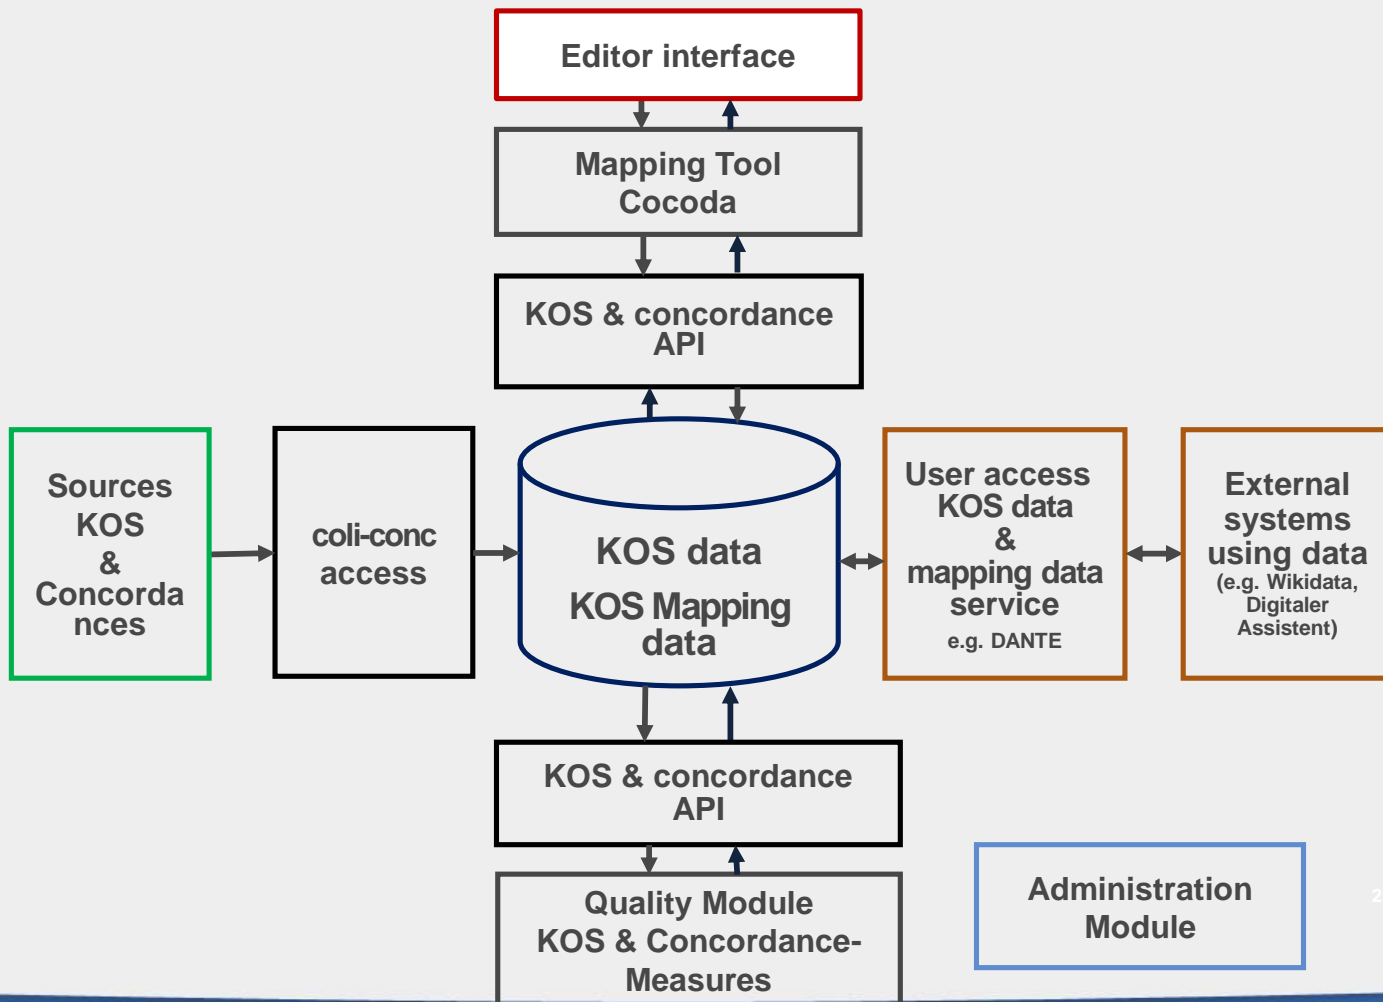 Editor interface
Mapping Tool
Cocoda
KOS & concordance
API
Sources
KOS
&
Concorda
nces
coli-conc
access
KOS data
KOS Mapping
data
User access
KOS data
&
mapping data
service
e.g. DANTE
External
systems
using data
(e.g. Wikidata,
Digitaler
Assistent)
KOS & concordance
API
Quality Module
KOS & Concordance-
Measures
Administration
Module
2